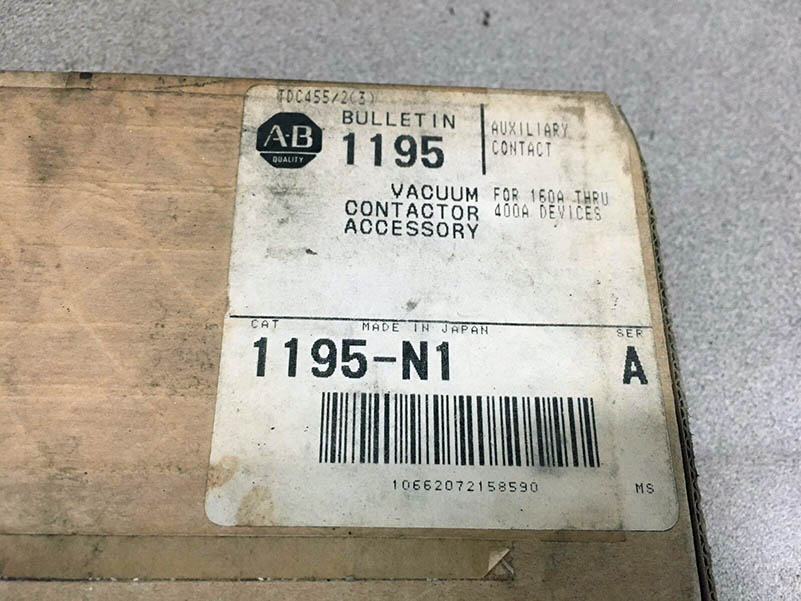 TDC455/2(3)
A-B
QUALITY
BULLETIN
1195
AUXILIARY
CONTACT
VACUUM
CONTACTOR
ACCESSORY
FOR 160A THRU
400A DEVICES
CAT
MADE IN JAPAN
SER
1195-N1
A
10662072158590
MS